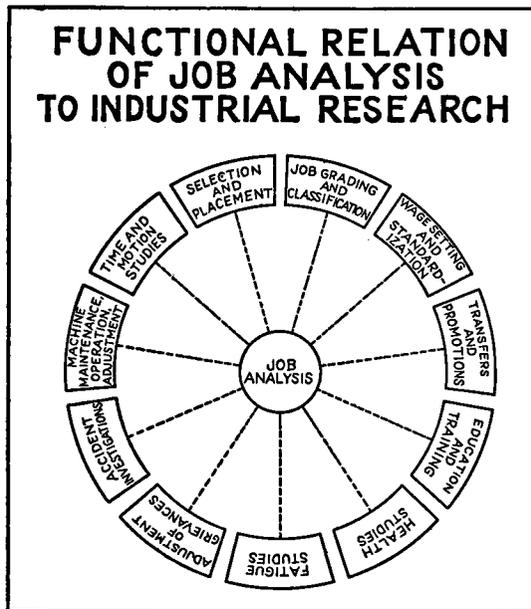 FUNCTIONAL RELATION
OF JOB ANALYSIS
TO INDUSTRIAL RESEARCH
SELECTION
AND
PLACEMENT
JOB GRADING
AND
CLASSIFICATION
WAGE SETTING
AND
STANDARD-
IZATION
TRANSFERS
AND
PROMOTIONS
EDUCATION
AND
TRAINING
HEALTH
STUDIES
FATIGUE
STUDIES
ADJUSTMENT
OF
GRIEVANCES
ACCIDENT
INVESTIGATIONS
MACHINE
MAINTENANCE,
OPERATION,
ADJUSTMENT
TIME AND
MOTION
STUDIES
JOB
ANALYSIS